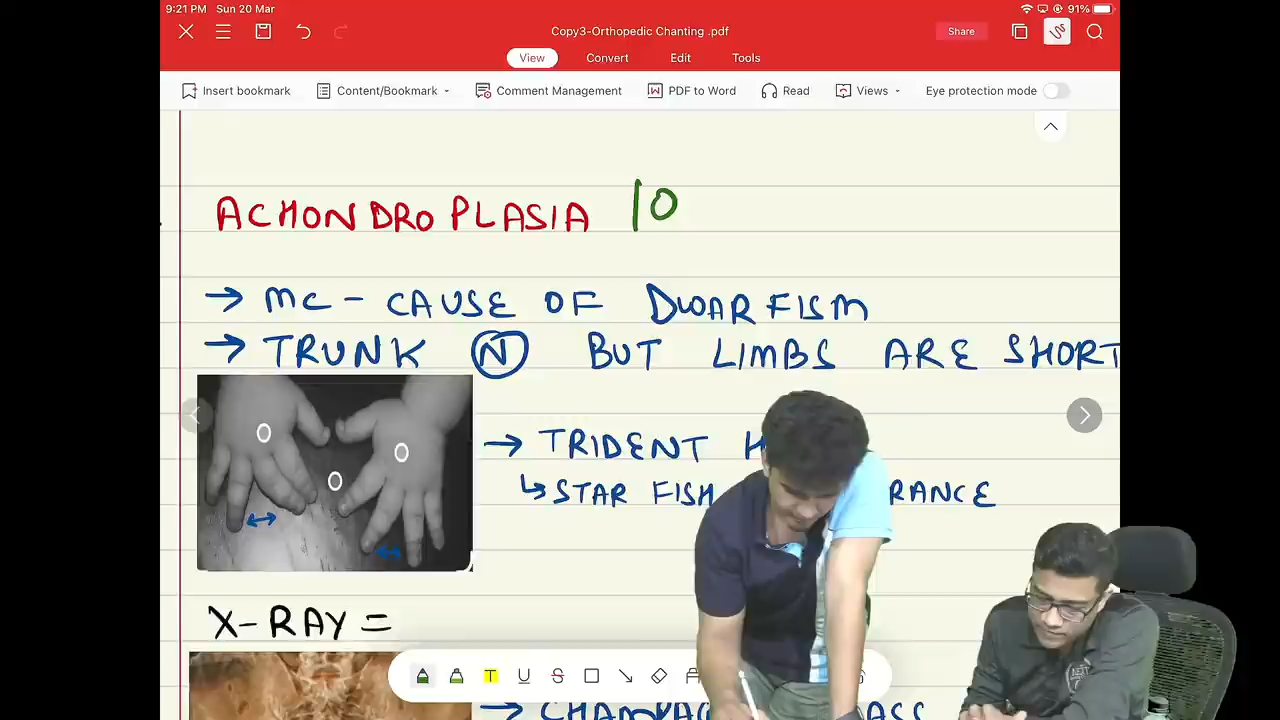 9:21 PM Sun 20 Mar 91%
Copy3-Orthopedic Chanting .pdf
Share
View Convert Edit Tools
Insert bookmark Content/Bookmark Comment Management PDF to Word Read Views Eye protection mode
ACHONDROPLASIA 10
→ MC - CAUSE OF DWARFISM
→ TRUNK N BUT LIMBS ARE SHORT
→ TRIDENT
↳ STAR FISH
X-RAY =
T U S